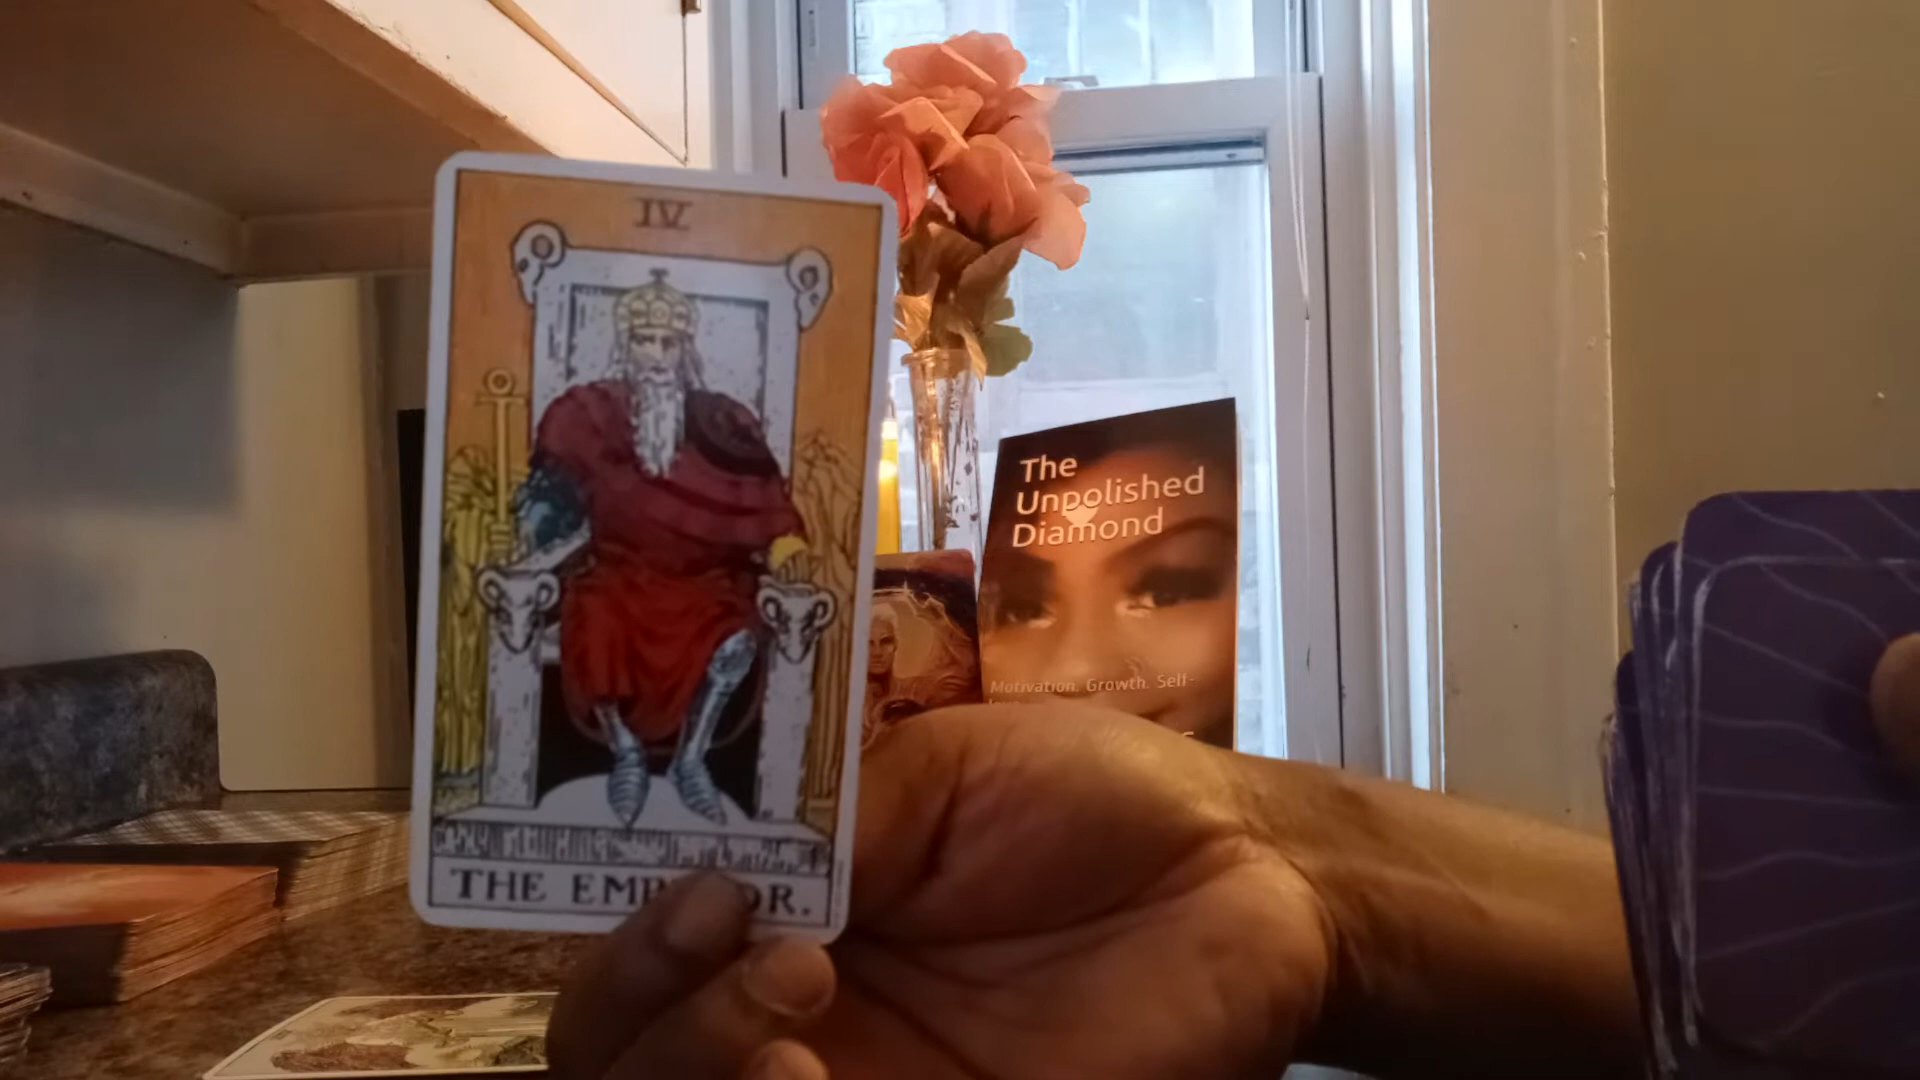 IV
THE EMP OR.
The
Unpolished
Diamond
Motivation. Growth. Self-